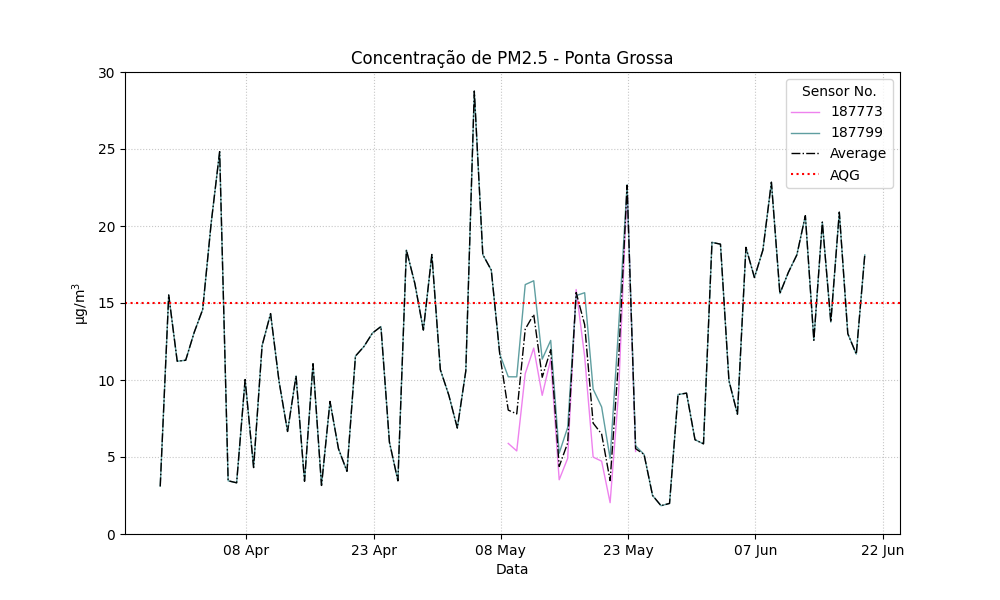 Concentração de PM2.5 - Ponta Grossa
Sensor No.
187773
187799
Average
AQG
30
25
20
15
10
5
0
µg/m³
08 Apr
23 Apr
08 May
23 May
07 Jun
22 Jun
Data